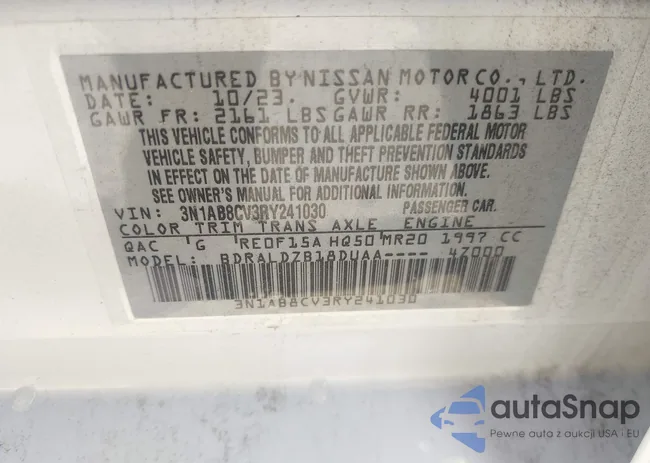 MANUFACTURED BY NISSAN MOTOR CO., LTD.
DATE: 10/23. GVWR: 4001 LBS
GAWR FR: 2161 LBS GAWR RR: 1863 LBS
THIS VEHICLE CONFORMS TO ALL APPLICABLE FEDERAL MOTOR
VEHICLE SAFETY, BUMPER AND THEFT PREVENTION STANDARDS
IN EFFECT ON THE DATE OF MANUFACTURE SHOWN ABOVE.
SEE OWNER'S MANUAL FOR ADDITIONAL INFORMATION.
VIN: 3N1AB8CV3RY241030 PASSENGER CAR.
COLOR TRIM TRANS AXLE ENGINE
QAC G RE0F15A HQ50 MR20 1997 CC
MODEL: BDRALDZB18DUAA---- 47000
3N1AB8CV3RY241030
autaSnap
Pewne auta z aukcji USA i EU